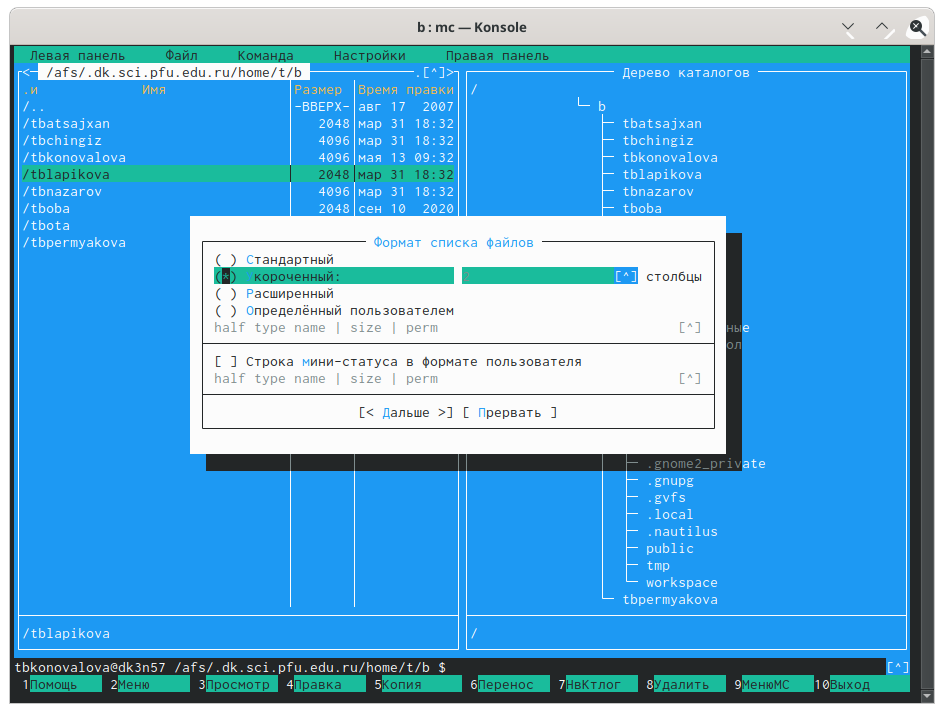 b : mc — Konsole
Левая панель Файл Команда Настройки Правая панель
<— /afs/.dk.sci.pfu.edu.ru/home/t/b .[^]> Дерево каталогов
.и Имя Размер Время правки /
/.. -ВВЕРХ- авг 17 2007 b
/tbatsajxan 2048 мар 31 18:32 tbatsajxan
/tbchingiz 4096 мар 31 18:32 tbchingiz
/tbkonovalova 4096 мая 13 09:32 tbkonovalova
/tblapikova 2048 мар 31 18:32 tblapikova
/tbnazarov 4096 мар 31 18:32 tbnazarov
/tboba 2048 сен 10 2020 tboba
/tbota
/tbpermyakova
Формат списка файлов
( ) Стандартный
(*) Укороченный: 2 [^] столбцы
( ) Расширенный
( ) Определённый пользователем
half type name | size | perm [^] ные
ол
[ ] Строка мини-статуса в формате пользователя
half type name | size | perm [^]
[< Дальше >] [ Прервать ]
.gnome2_private
.gnupg
.gvfs
.local
.nautilus
public
tmp
workspace
tbpermyakova
/tblapikova /
tbkonovalova@dk3n57 /afs/.dk.sci.pfu.edu.ru/home/t/b $ [^]
1Помощь 2Меню 3Просмотр 4Правка 5Копия 6Перенос 7НвКтлог 8Удалить 9МенюМС 10Выход